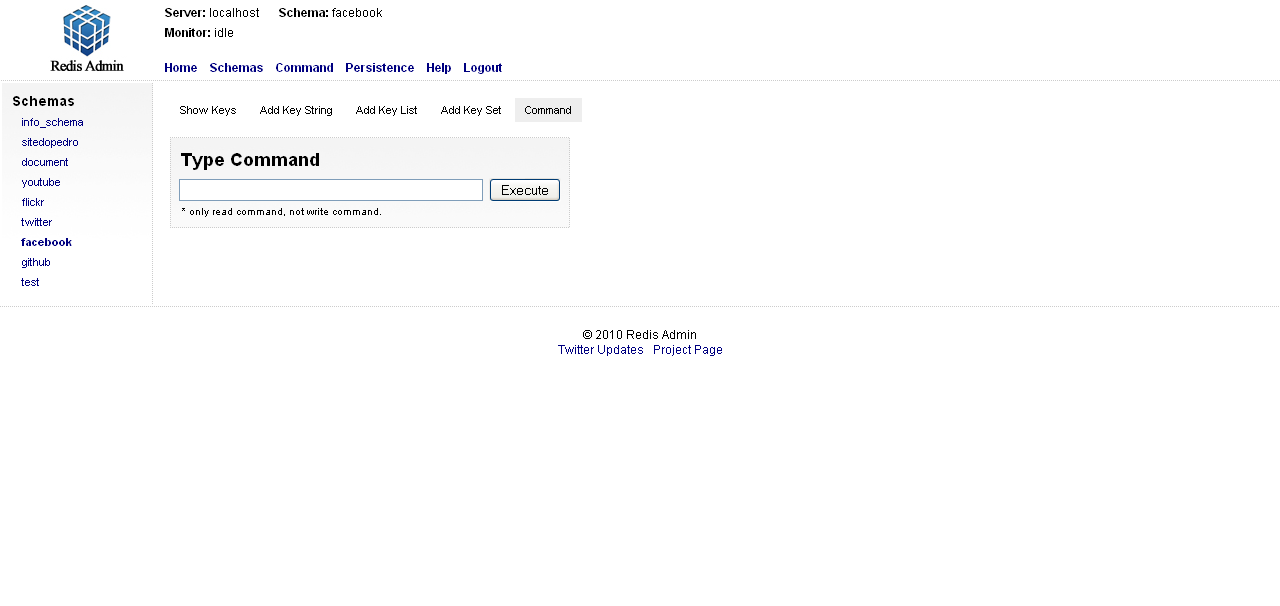 Redis Admin
Server: localhost Schema: facebook
Monitor: idle
Home Schemas Command Persistence Help Logout
Schemas
info_schema
sitedopedro
document
youtube
flickr
twitter
facebook
github
test
Show Keys Add Key String Add Key List Add Key Set Command
Type Command
Execute
* only read command, not write command.
© 2010 Redis Admin
Twitter Updates Project Page